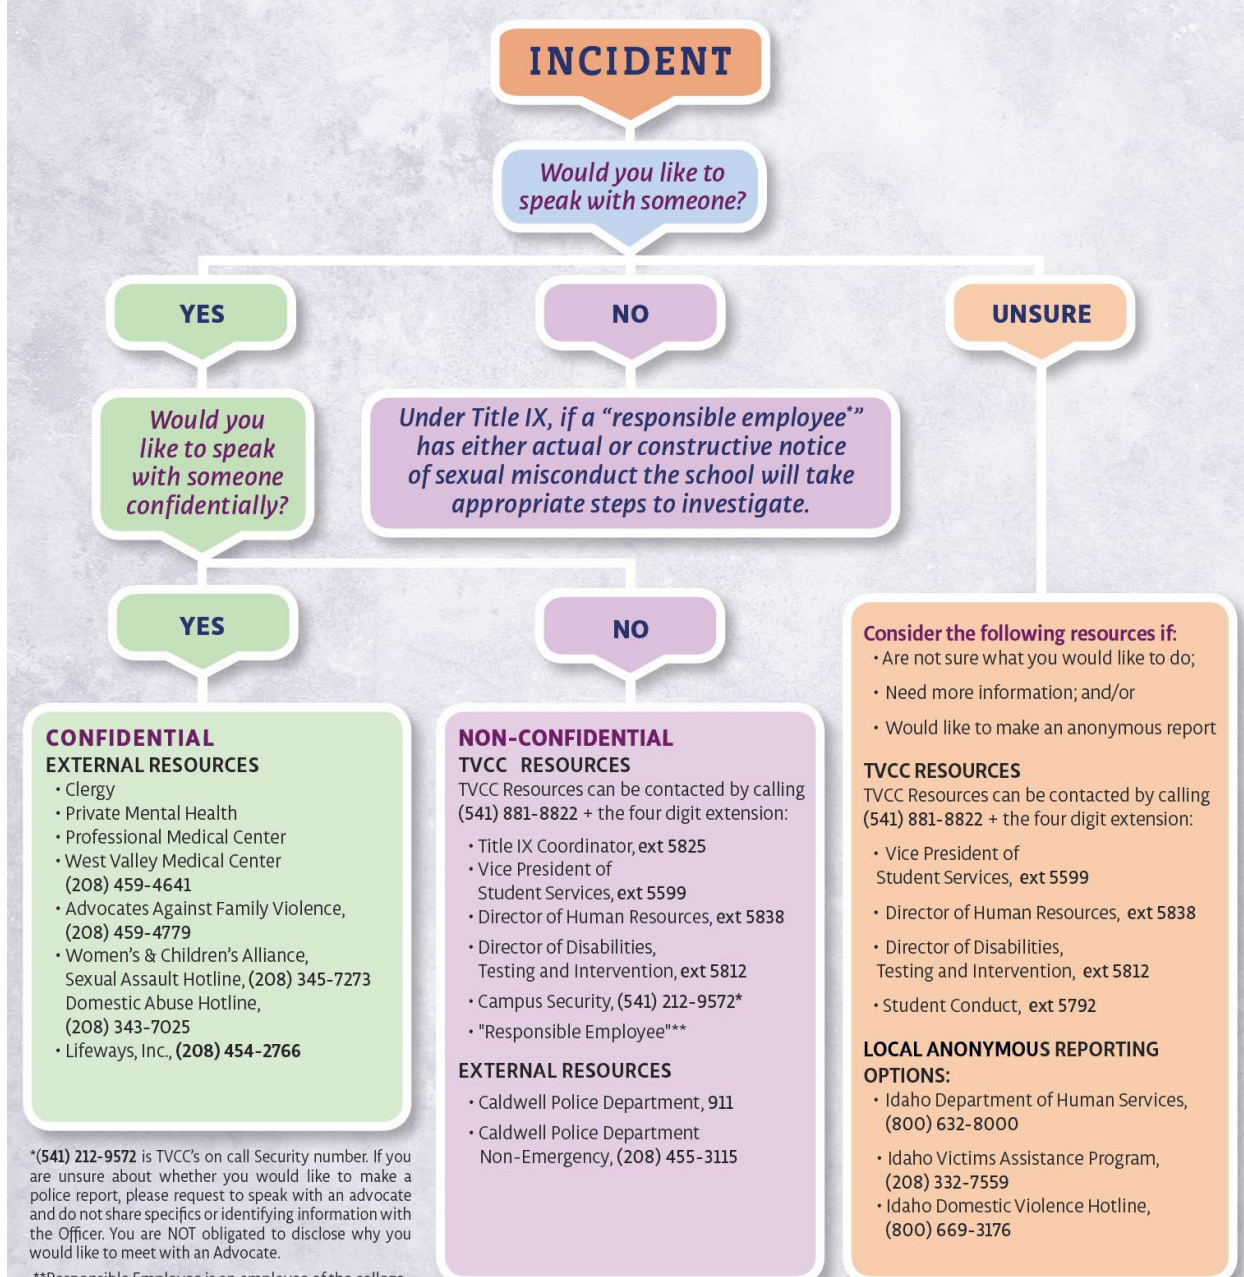 INCIDENT
Would you like to
speak with someone?
YES
NO
UNSURE
Would you
like to speak
with someone
confidentially?
Under Title IX, if a “responsible employee*”
has either actual or constructive notice
of sexual misconduct the school will take
appropriate steps to investigate.
YES
NO
CONFIDENTIAL
EXTERNAL RESOURCES
• Clergy
• Private Mental Health
• Professional Medical Center
• West Valley Medical Center
(208) 459-4641
• Advocates Against Family Violence,
(208) 459-4779
• Women’s & Children’s Alliance,
Sexual Assault Hotline, (208) 345-7273
Domestic Abuse Hotline,
(208) 343-7025
• Lifeways, Inc., (208) 454-2766
*(541) 212-9572 is TVCC’s on call Security number. If you
are unsure about whether you would like to make a
police report, please request to speak with an advocate
and do not share specifics or identifying information with
the Officer. You are NOT obligated to disclose why you
would like to meet with an Advocate.
**Responsible Employee is an employee of the college
NON-CONFIDENTIAL
TVCC RESOURCES
TVCC Resources can be contacted by calling
(541) 881-8822 + the four digit extension:
• Title IX Coordinator, ext 5825
• Vice President of
Student Services, ext 5599
• Director of Human Resources, ext 5838
• Director of Disabilities,
Testing and Intervention, ext 5812
• Campus Security, (541) 212-9572*
• "Responsible Employee"**
EXTERNAL RESOURCES
• Caldwell Police Department, 911
• Caldwell Police Department
Non-Emergency, (208) 455-3115
Consider the following resources if:
• Are not sure what you would like to do;
• Need more information; and/or
• Would like to make an anonymous report
TVCC RESOURCES
TVCC Resources can be contacted by calling
(541) 881-8822 + the four digit extension:
• Vice President of
Student Services, ext 5599
• Director of Human Resources, ext 5838
• Director of Disabilities,
Testing and Intervention, ext 5812
• Student Conduct, ext 5792
LOCAL ANONYMOUS REPORTING
OPTIONS:
• Idaho Department of Human Services,
(800) 632-8000
• Idaho Victims Assistance Program,
(208) 332-7559
• Idaho Domestic Violence Hotline,
(800) 669-3176